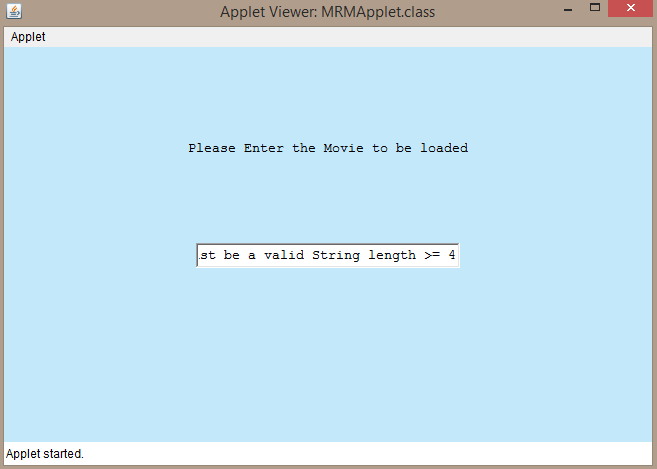 Applet Viewer: MRMApplet.class
Applet
Please Enter the Movie to be loaded
st be a valid String length >= 4
Applet started.